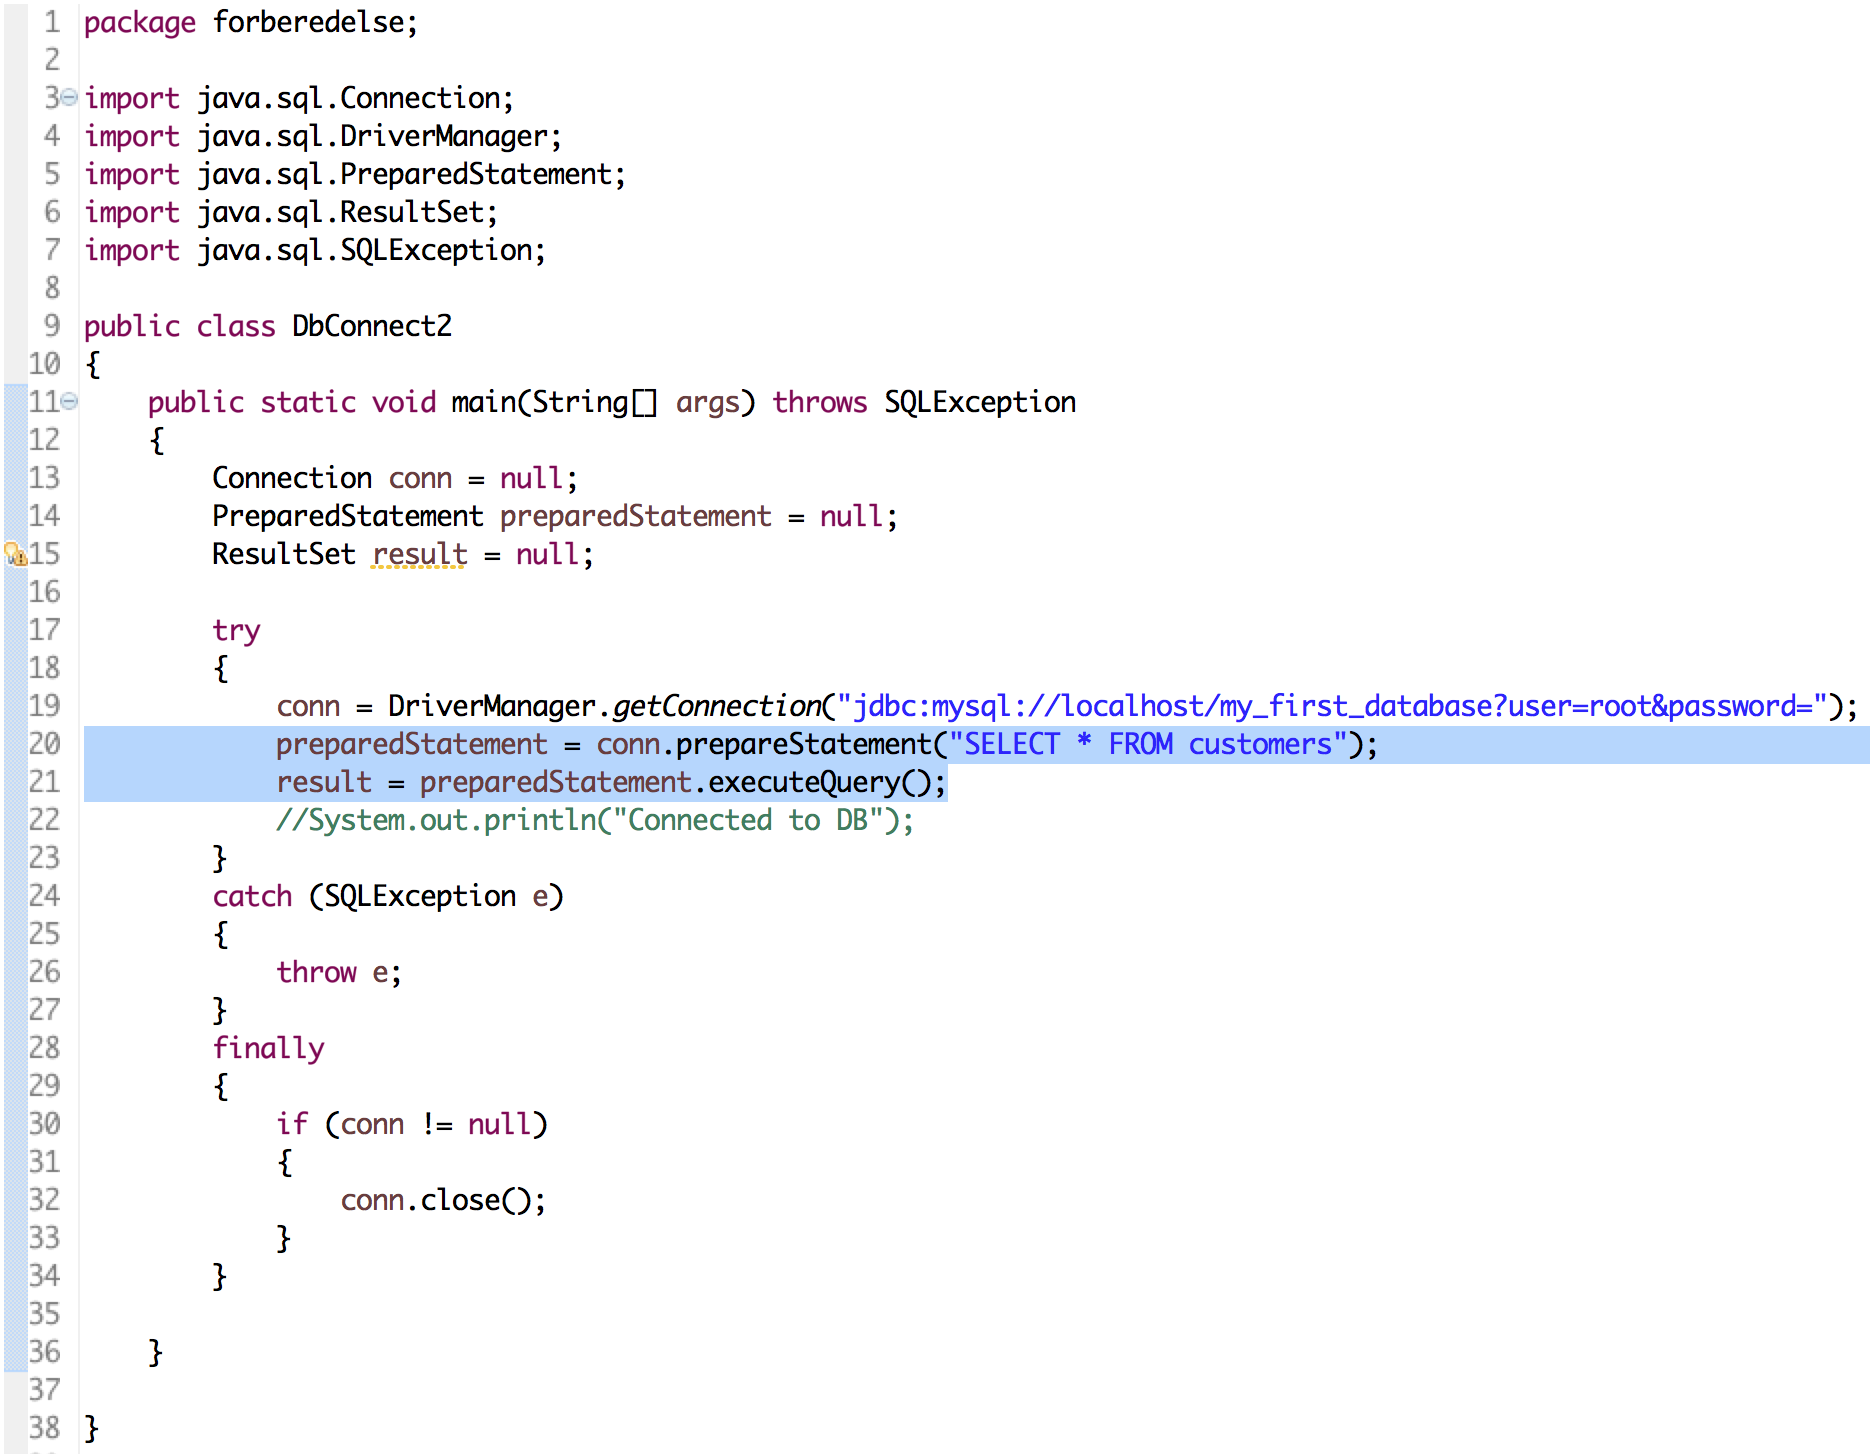 1 package forberedelse;
2
3 import java.sql.Connection;
4 import java.sql.DriverManager;
5 import java.sql.PreparedStatement;
6 import java.sql.ResultSet;
7 import java.sql.SQLException;
8
9 public class DbConnect2
10 {
11     public static void main(String[] args) throws SQLException
12     {
13         Connection conn = null;
14         PreparedStatement preparedStatement = null;
15         ResultSet result = null;
16
17         try
18         {
19             conn = DriverManager.getConnection("jdbc:mysql://localhost/my_first_database?user=root&password=");
20             preparedStatement = conn.prepareStatement("SELECT * FROM customers");
21             result = preparedStatement.executeQuery();
22             //System.out.println("Connected to DB");
23         }
24         catch (SQLException e)
25         {
26             throw e;
27         }
28         finally
29         {
30             if (conn != null)
31             {
32                 conn.close();
33             }
34         }
35
36     }
37
38 }